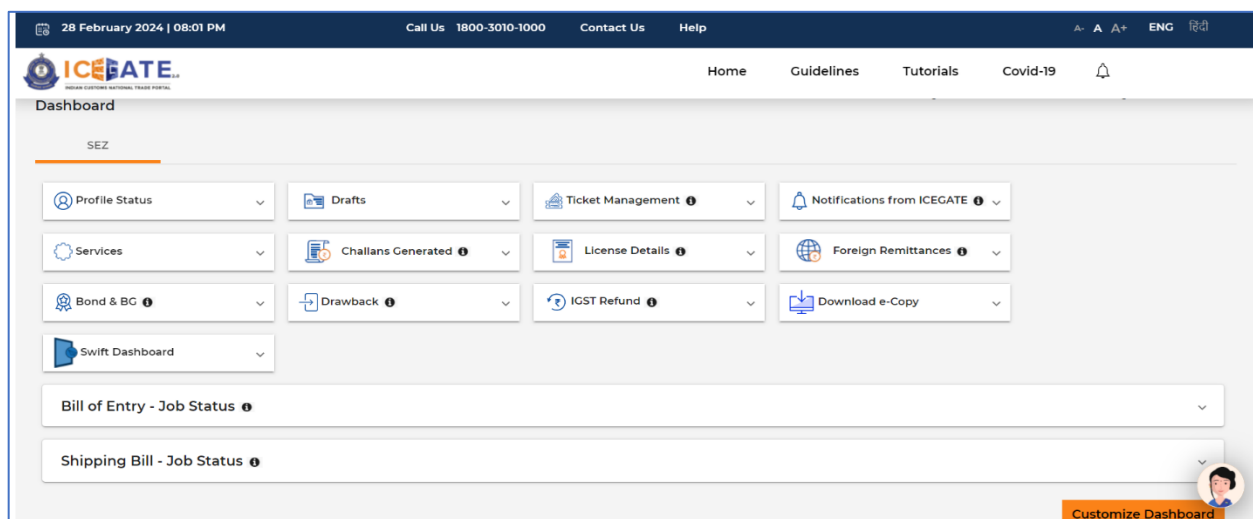 28 February 2024 | 08:01 PM Call Us 1800-3010-1000 Contact Us Help A- A A+ ENG हिंदी
ICEGATE
INDIAN CUSTOMS NATIONAL TRADE PORTAL
Home Guidelines Tutorials Covid-19
Dashboard
SEZ
Profile Status Drafts Ticket Management Notifications from ICEGATE
Services Challans Generated License Details Foreign Remittances
Bond & BG Drawback IGST Refund Download e-Copy
Swift Dashboard
Bill of Entry - Job Status
Shipping Bill - Job Status
Customize Dashboard